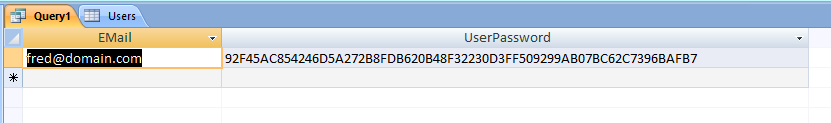 Query1 Users
EMail UserPassword
fred@domain.com 92F45AC854246D5A272B8FDB620B48F32230D3FF509299AB07BC62C7396BAFB7